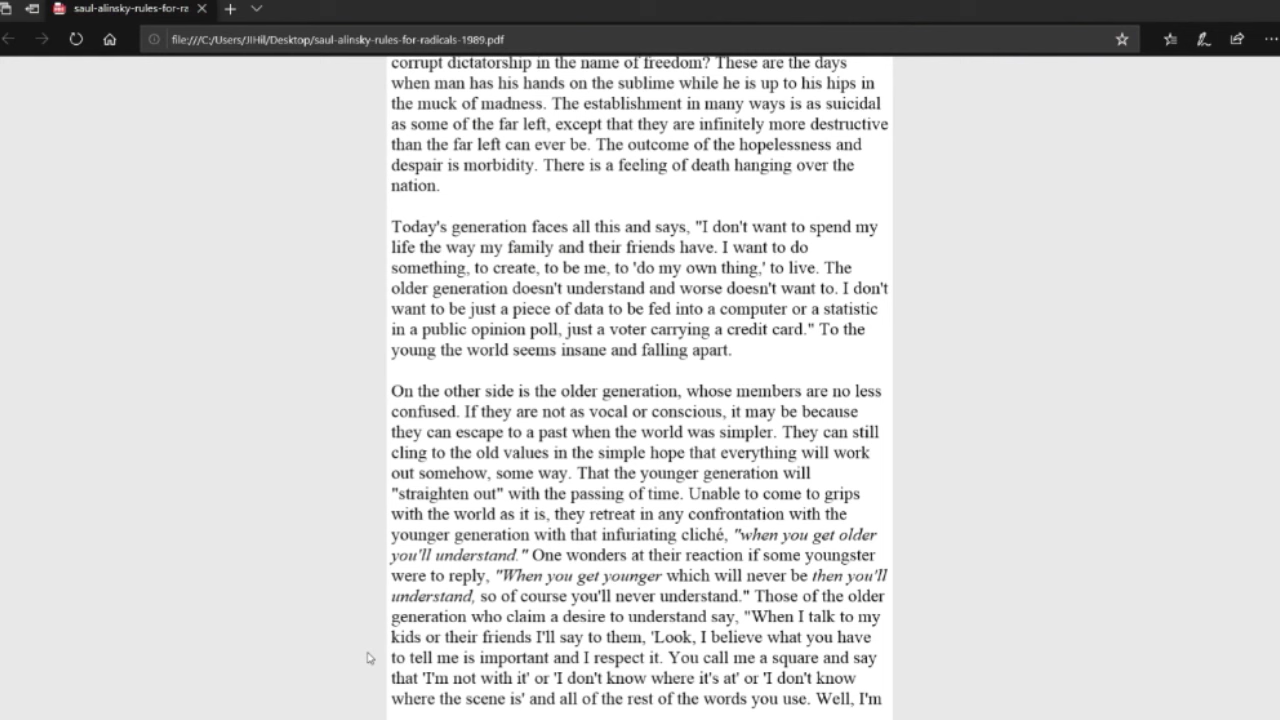 saul-alinsky-rules-for-ra
file:///C:/Users/JIHil/Desktop/saul-alinsky-rules-for-radicals-1989.pdf
corrupt dictatorship in the name of freedom? These are the days
when man has his hands on the sublime while he is up to his hips in
the muck of madness. The establishment in many ways is as suicidal
as some of the far left, except that they are infinitely more destructive
than the far left can ever be. The outcome of the hopelessness and
despair is morbidity. There is a feeling of death hanging over the
nation.
Today's generation faces all this and says, "I don't want to spend my
life the way my family and their friends have. I want to do
something, to create, to be me, to 'do my own thing,' to live. The
older generation doesn't understand and worse doesn't want to. I don't
want to be just a piece of data to be fed into a computer or a statistic
in a public opinion poll, just a voter carrying a credit card." To the
young the world seems insane and falling apart.
On the other side is the older generation, whose members are no less
confused. If they are not as vocal or conscious, it may be because
they can escape to a past when the world was simpler. They can still
cling to the old values in the simple hope that everything will work
out somehow, some way. That the younger generation will
"straighten out" with the passing of time. Unable to come to grips
with the world as it is, they retreat in any confrontation with the
younger generation with that infuriating cliché, "when you get older
you'll understand." One wonders at their reaction if some youngster
were to reply, "When you get younger which will never be then you'll
understand, so of course you'll never understand." Those of the older
generation who claim a desire to understand say, "When I talk to my
kids or their friends I'll say to them, 'Look, I believe what you have
to tell me is important and I respect it. You call me a square and say
that 'I'm not with it' or 'I don't know where it's at' or 'I don't know
where the scene is' and all of the rest of the words you use. Well, I'm